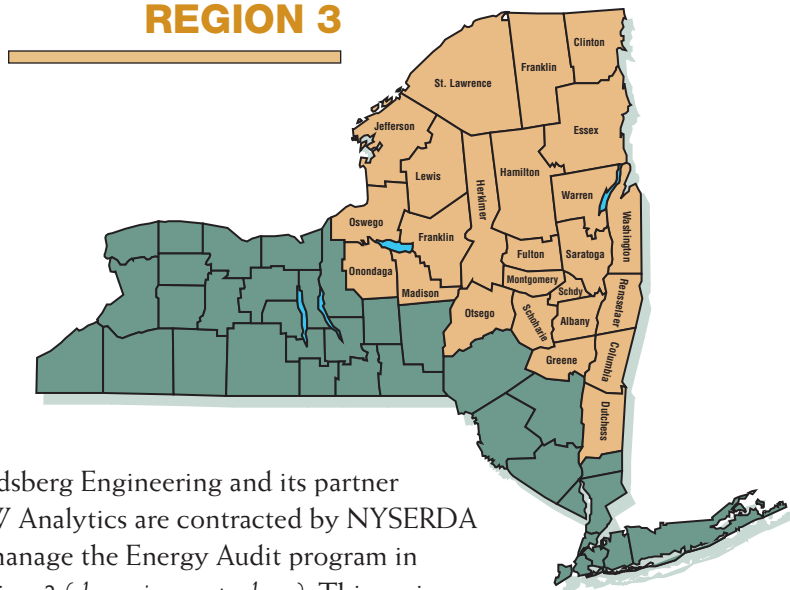 REGION 3
Clinton
Franklin
St. Lawrence
Essex
Jefferson
Lewis
Herkimer
Hamilton
Warren
Washington
Oswego
Franklin
Fulton
Saratoga
Onondaga
Montgomery
Madison
Schdy
Rensselaer
Otsego
Schoharie
Albany
Greene
Columbia
Dutchess
dsberg Engineering and its partner
Analytics are contracted by NYSERDA
manage the Energy Audit program in